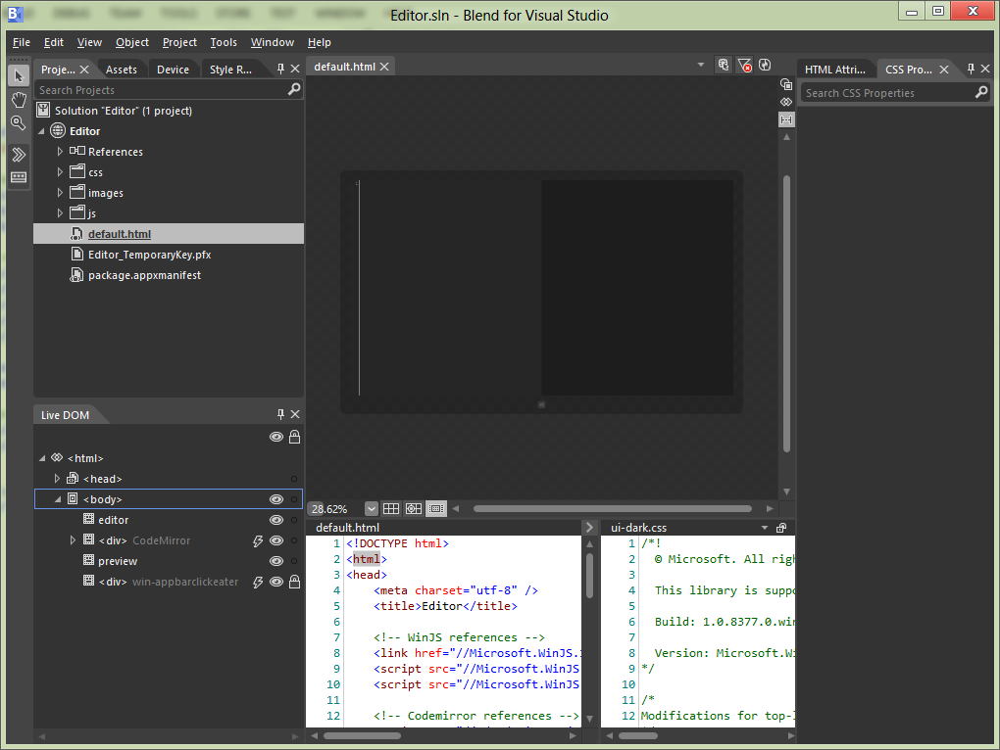 Editor.sln - Blend for Visual Studio
File Edit View Object Project Tools Window Help
Proje... Assets Device Style R...
Search Projects
Solution "Editor" (1 project)
Editor
References
css
images
js
default.html
Editor_TemporaryKey.pfx
package.appxmanifest
Live DOM
<html>
<head>
<body>
editor
<div> CodeMirror
preview
<div> win-appbarclickeater
default.html
28.62%
default.html
1 <!DOCTYPE html>
2 <html>
3 <head>
4 <meta charset="utf-8" />
5 <title>Editor</title>
6
7 <!-- WinJS references -->
8 <link href="//Microsoft.WinJS.
9 <script src="//Microsoft.WinJS
10 <script src="//Microsoft.WinJS
11
12 <!-- Codemirror references -->
ui-dark.css
1 /*!
2 © Microsoft. All righ
3
4 This library is suppo
5
6 Build: 1.0.8377.0.win
7
8 Version: Microsoft.Wi
9 */
10
11 /*
12 Modifications for top-l
HTML Attri... CSS Pro...
Search CSS Properties